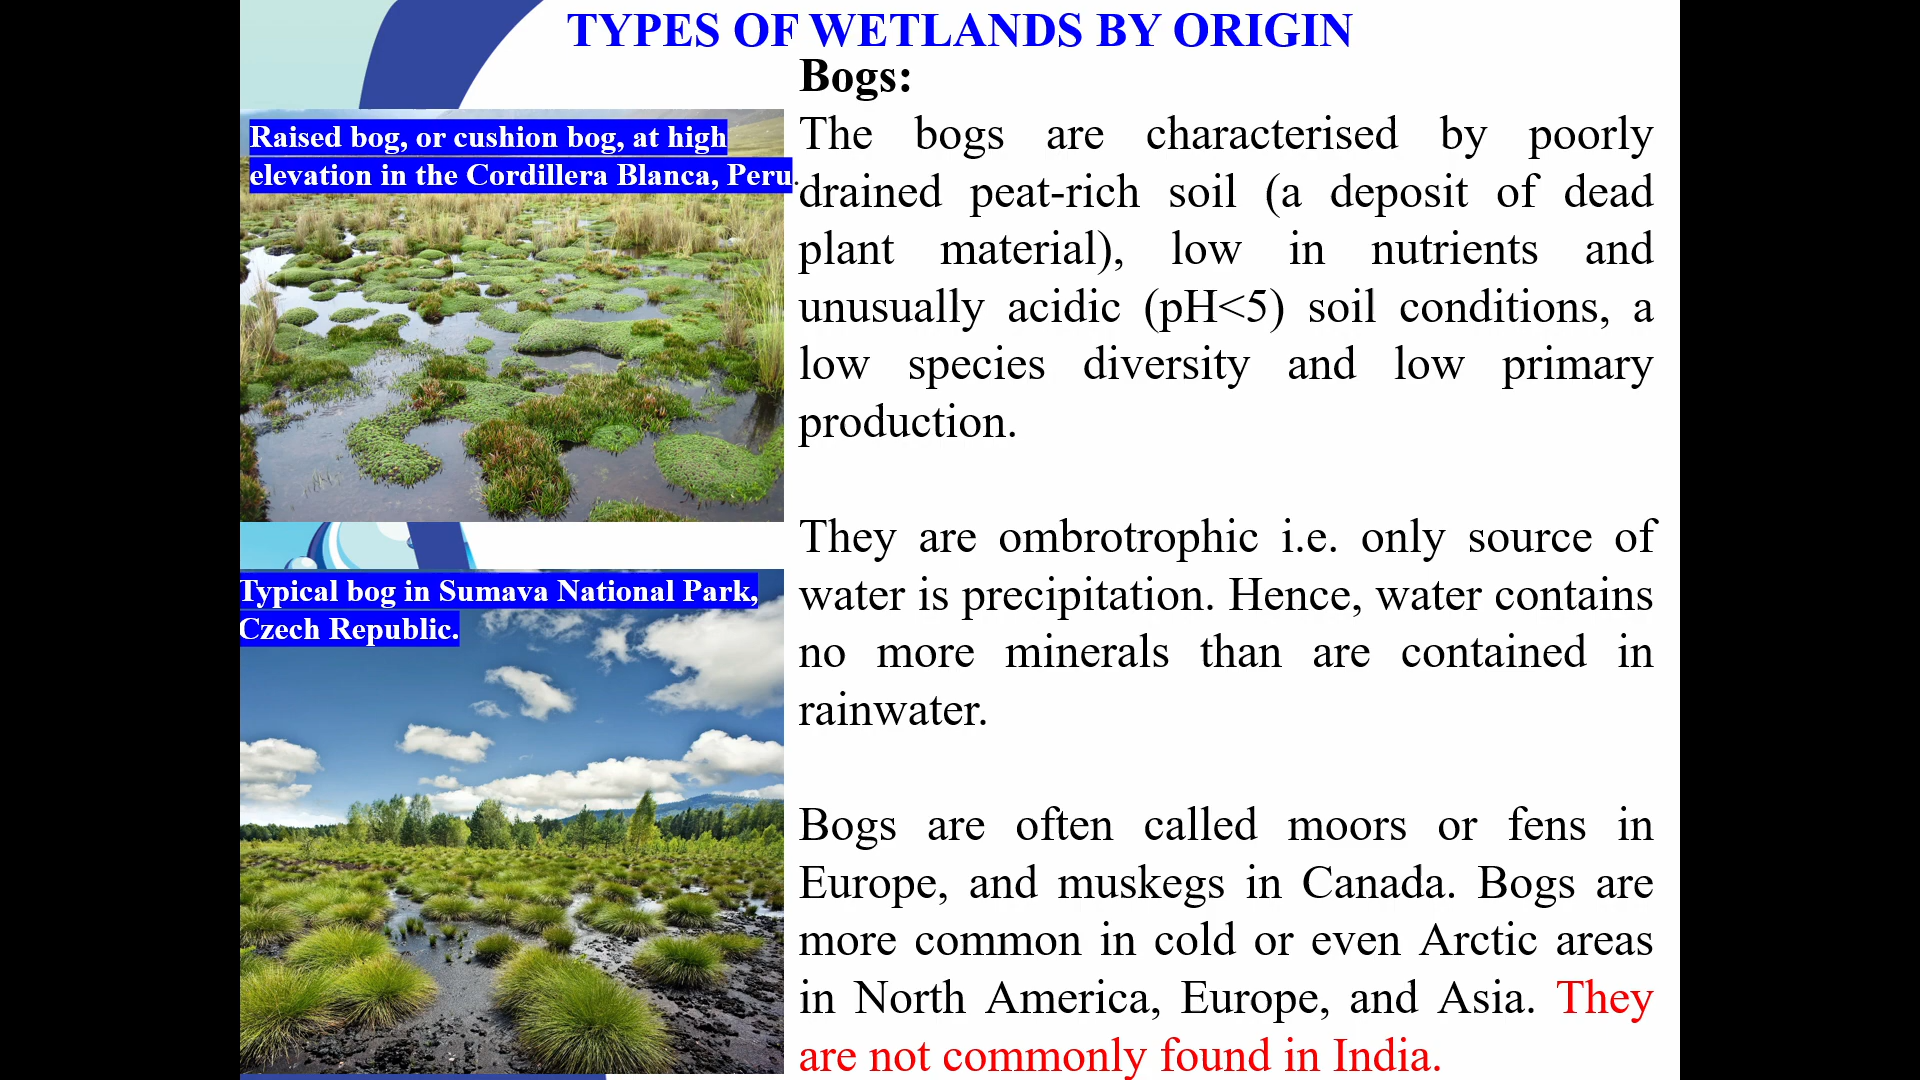 TYPES OF WETLANDS BY ORIGIN
Raised bog, or cushion bog, at high
elevation in the Cordillera Blanca, Peru.
Typical bog in Sumava National Park,
Czech Republic.
Bogs:
The bogs are characterised by poorly
drained peat-rich soil (a deposit of dead
plant material), low in nutrients and
unusually acidic (pH<5) soil conditions, a
low species diversity and low primary
production.
They are ombrotrophic i.e. only source of
water is precipitation. Hence, water contains
no more minerals than are contained in
rainwater.
Bogs are often called moors or fens in
Europe, and muskegs in Canada. Bogs are
more common in cold or even Arctic areas
in North America, Europe, and Asia. They
are not commonly found in India.